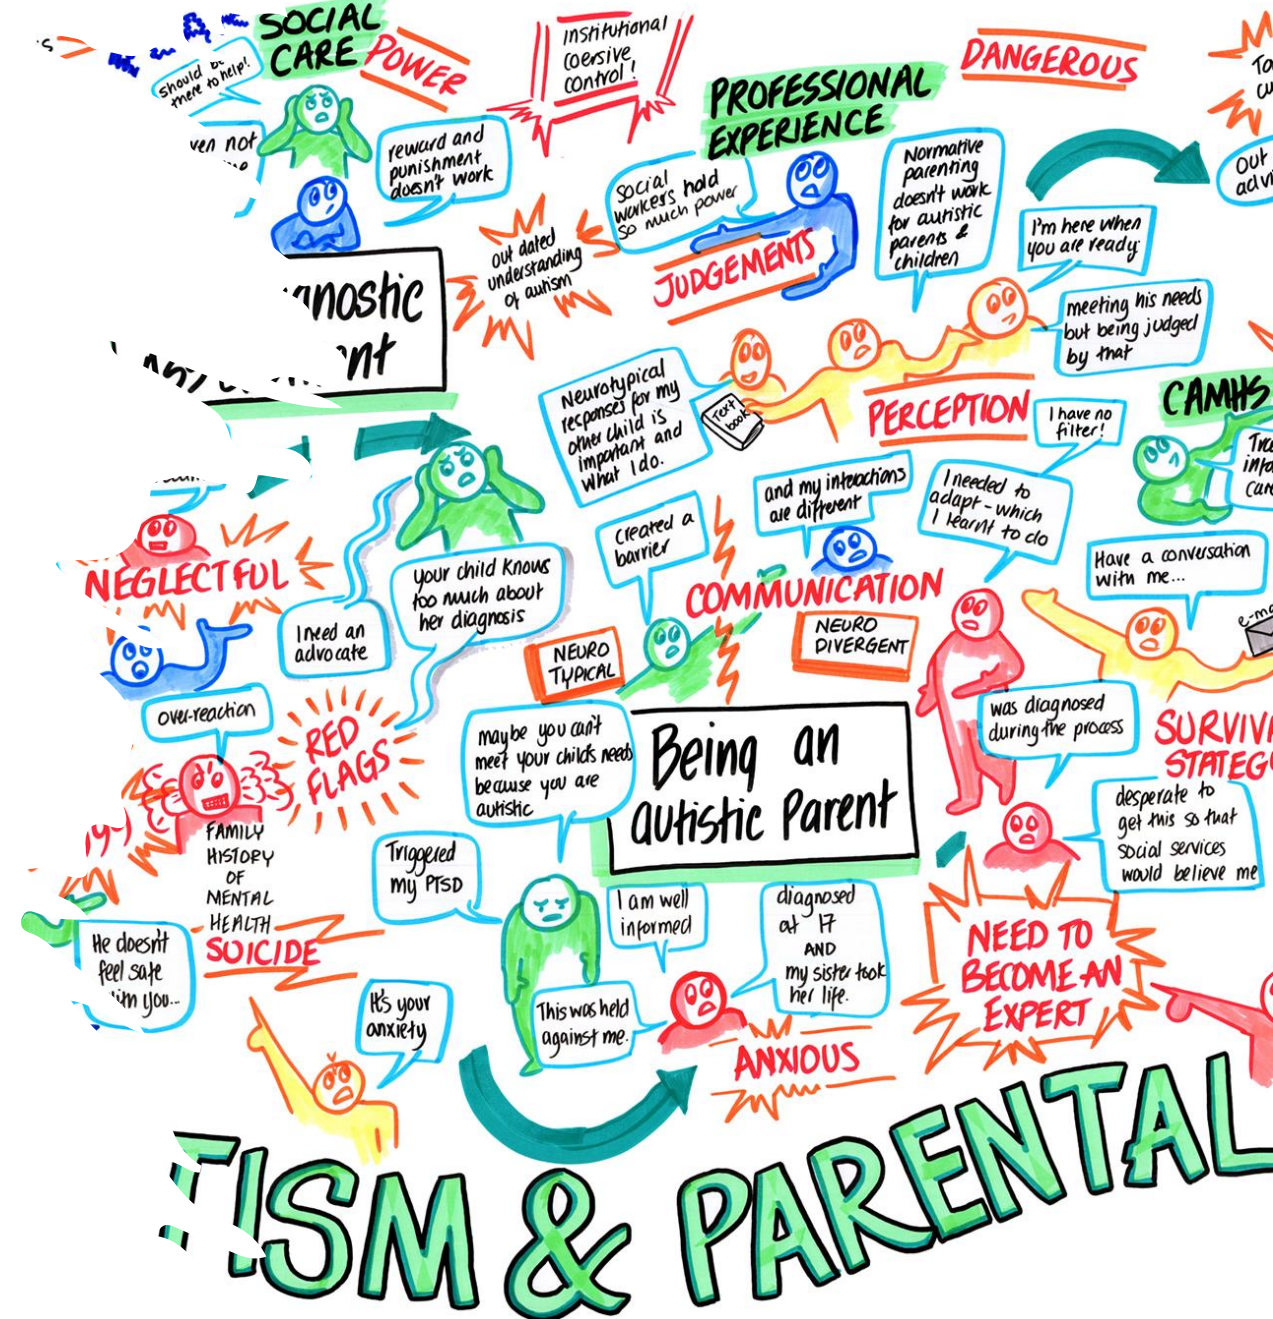 SOCIAL
CARE
POWER
should be
there to help!
not
reward and
punishment
doesn't work
institutional
coersive
control!
PROFESSIONAL
EXPERIENCE
DANGEROUS
Social
workers hold
so much power
JUDGEMENTS
out dated
understanding
of autism
Normative
parenting
doesn't work
for autistic
parents &
children
I'm here when
you are ready.
meeting his needs
but being judged
by that
out
Neurotypical
responses for my
other child is
important and
what I do.
Text
book
PERCEPTION
I have no
filter!
CAMHS
I needed to
adapt - which
I learnt to do
and my interactions
are different
created a
barrier
COMMUNICATION
NEURO
TYPICAL
NEURO
DIVERGENT
Have a conversation
with me...
NEGLECTFUL
I need an
advocate
your child knows
too much about
her diagnosis
over-reaction
RED
FLAGS
FAMILY
HISTORY
OF
MENTAL
HEALTH
SUICIDE
He doesn't
feel safe
you...
It's your
anxiety
maybe you can't
meet your child's needs
because you are
autistic
Being an
autistic Parent
Triggered
my PTSD
I am well
informed
This was held
against me.
diagnosed
at 17
AND
my sister took
her life.
ANXIOUS
was diagnosed
during the process
desperate to
get this so that
social services
would believe me
NEED TO
BECOME AN
EXPERT
TISM & PARENTAL